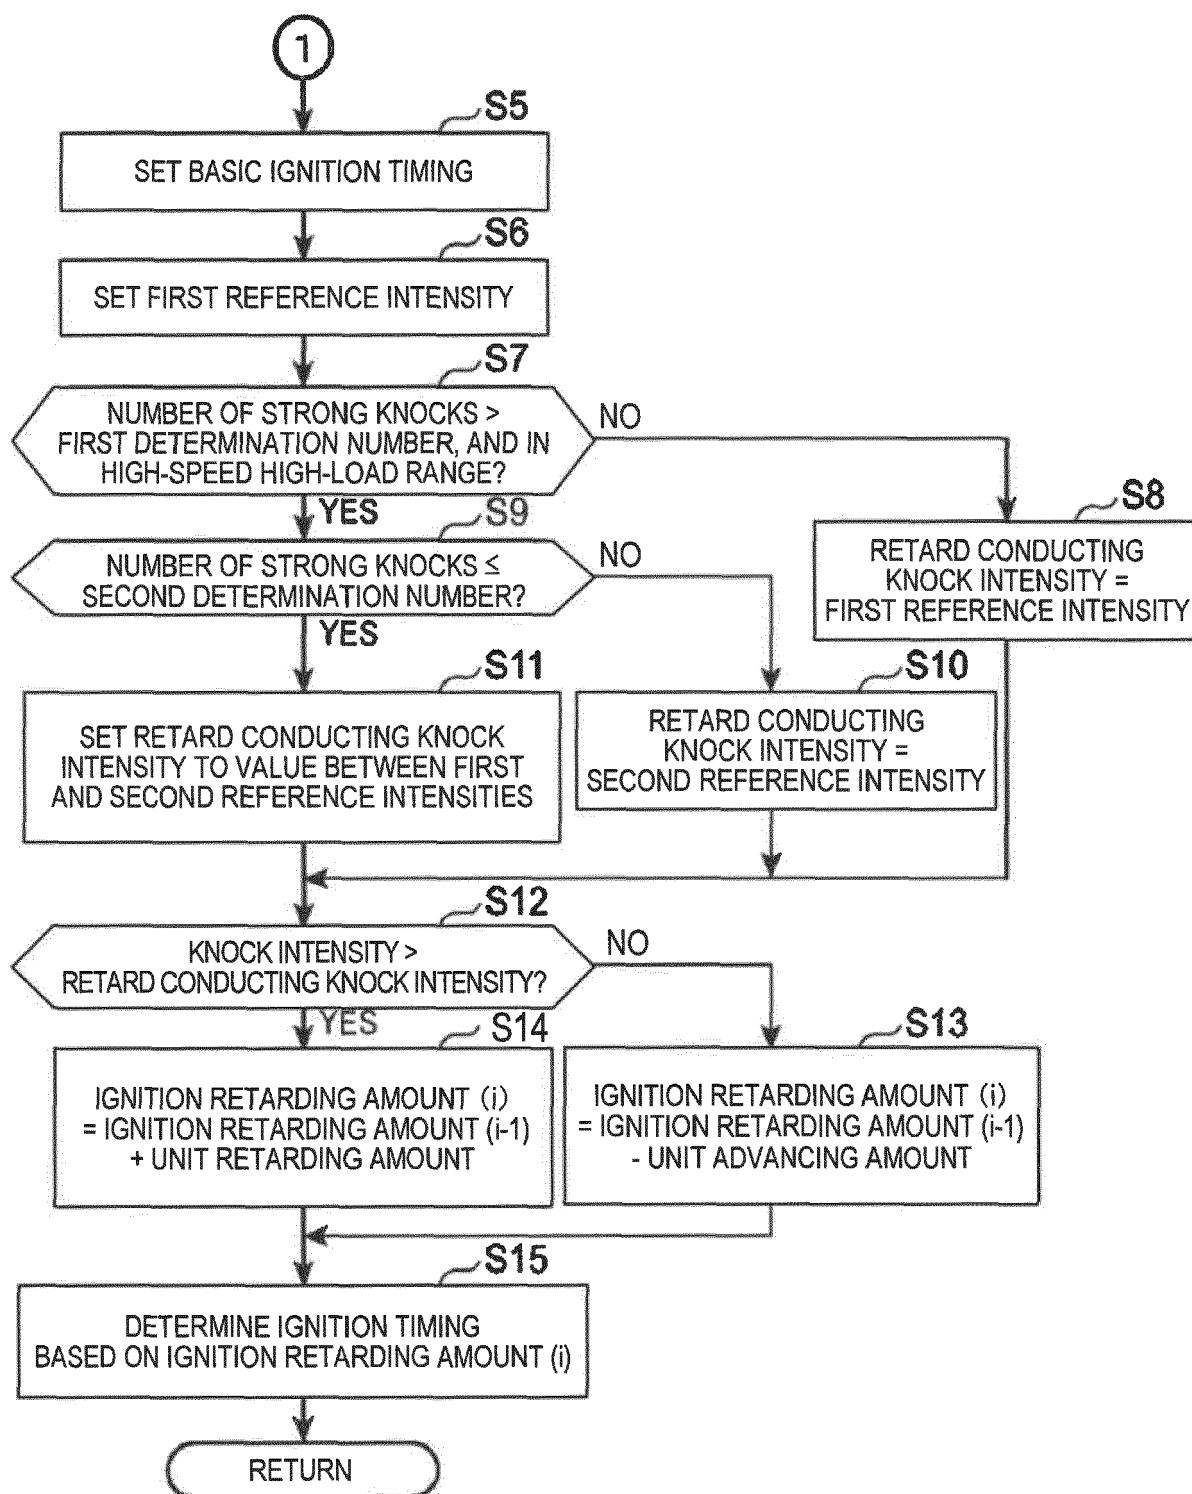 1
S5
SET BASIC IGNITION TIMING
S6
SET FIRST REFERENCE INTENSITY
S7
NUMBER OF STRONG KNOCKS >
FIRST DETERMINATION NUMBER, AND IN
HIGH-SPEED HIGH-LOAD RANGE?
NO
YES
S8
RETARD CONDUCTING
KNOCK INTENSITY =
FIRST REFERENCE INTENSITY
S9
NUMBER OF STRONG KNOCKS ≤
SECOND DETERMINATION NUMBER?
NO
YES
S10
RETARD CONDUCTING
KNOCK INTENSITY =
SECOND REFERENCE INTENSITY
S11
SET RETARD CONDUCTING KNOCK
INTENSITY TO VALUE BETWEEN FIRST
AND SECOND REFERENCE INTENSITIES
S12
KNOCK INTENSITY >
RETARD CONDUCTING KNOCK INTENSITY?
NO
YES
S14
IGNITION RETARDING AMOUNT (i)
= IGNITION RETARDING AMOUNT (i-1)
+ UNIT RETARDING AMOUNT
S13
IGNITION RETARDING AMOUNT (i)
= IGNITION RETARDING AMOUNT (i-1)
- UNIT ADVANCING AMOUNT
S15
DETERMINE IGNITION TIMING
BASED ON IGNITION RETARDING AMOUNT (i)
RETURN